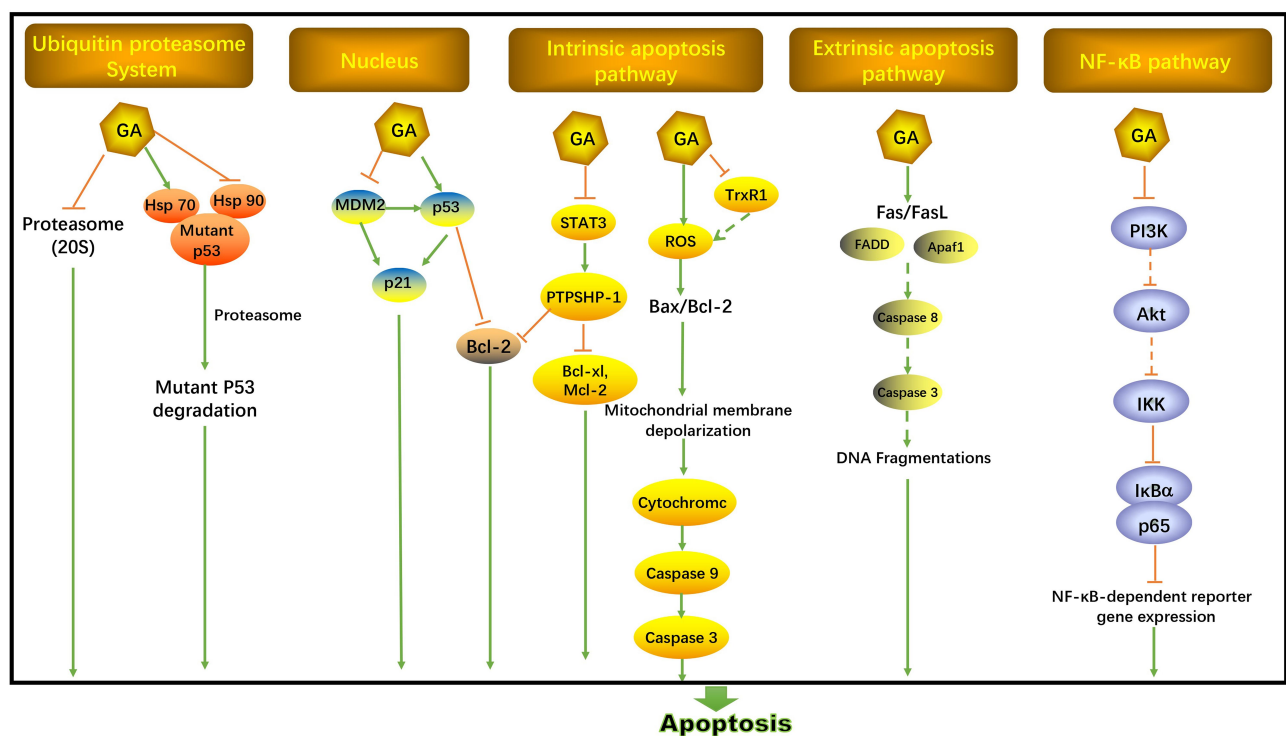 Ubiquitin proteasome
System
GA
Hsp 70
Hsp 90
Mutant
p53
Proteasome
(20S)
Proteasome
Mutant P53
degradation
Nucleus
GA
MDM2
p53
p21
Bcl-2
Intrinsic apoptosis
pathway
GA
STAT3
PTPSHP-1
Bcl-xl,
Mcl-2
GA
TrxR1
ROS
Bax/Bcl-2
Mitochondrial membrane
depolarization
Cytochromc
Caspase 9
Caspase 3
Extrinsic apoptosis
pathway
GA
Fas/FasL
FADD
Apaf1
Caspase 8
Caspase 3
DNA Fragmentations
NF-κB pathway
GA
PI3K
Akt
IKK
IκBα
p65
NF-κB-dependent reporter
gene expression
Apoptosis